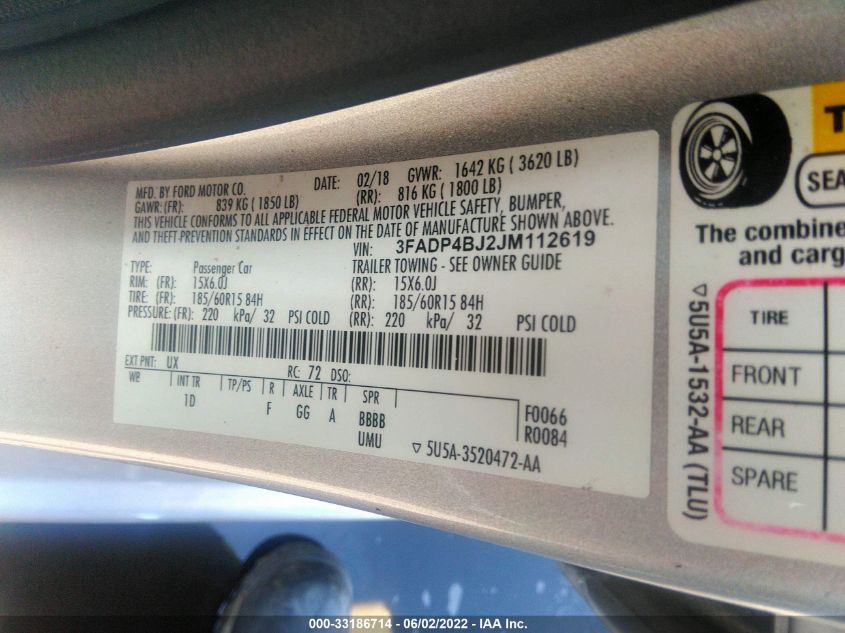 MFD. BY FORD MOTOR CO.
DATE: 02/18 GVWR: 1642 KG ( 3620 LB)
GAWR: (FR): 839 KG ( 1850 LB) (RR): 816 KG ( 1800 LB)
THIS VEHICLE CONFORMS TO ALL APPLICABLE FEDERAL MOTOR VEHICLE SAFETY, BUMPER,
AND THEFT PREVENTION STANDARDS IN EFFECT ON THE DATE OF MANUFACTURE SHOWN ABOVE.
VIN: 3FADP4BJ2JM112619
TYPE: Passenger Car TRAILER TOWING - SEE OWNER GUIDE
RIM: (FR): 15X6.0J (RR): 15X6.0J
TIRE: (FR): 185/60R15 84H (RR): 185/60R15 84H
PRESSURE: (FR): 220 kPa/ 32 PSI COLD (RR): 220 kPa/ 32 PSI COLD
EXT PNT: UX RC: 72 DSO:
WB INT TR TP/PS R AXLE TR SPR
1D F GG A BBBB F0066
UMU R0084
▽ 5U5A-3520472-AA
T
SEA
The combine
and carg
TIRE
FRONT
REAR
SPARE
▽5U5A-1532-AA (TLU)
000-33186714 - 06/02/2022 - IAA Inc.